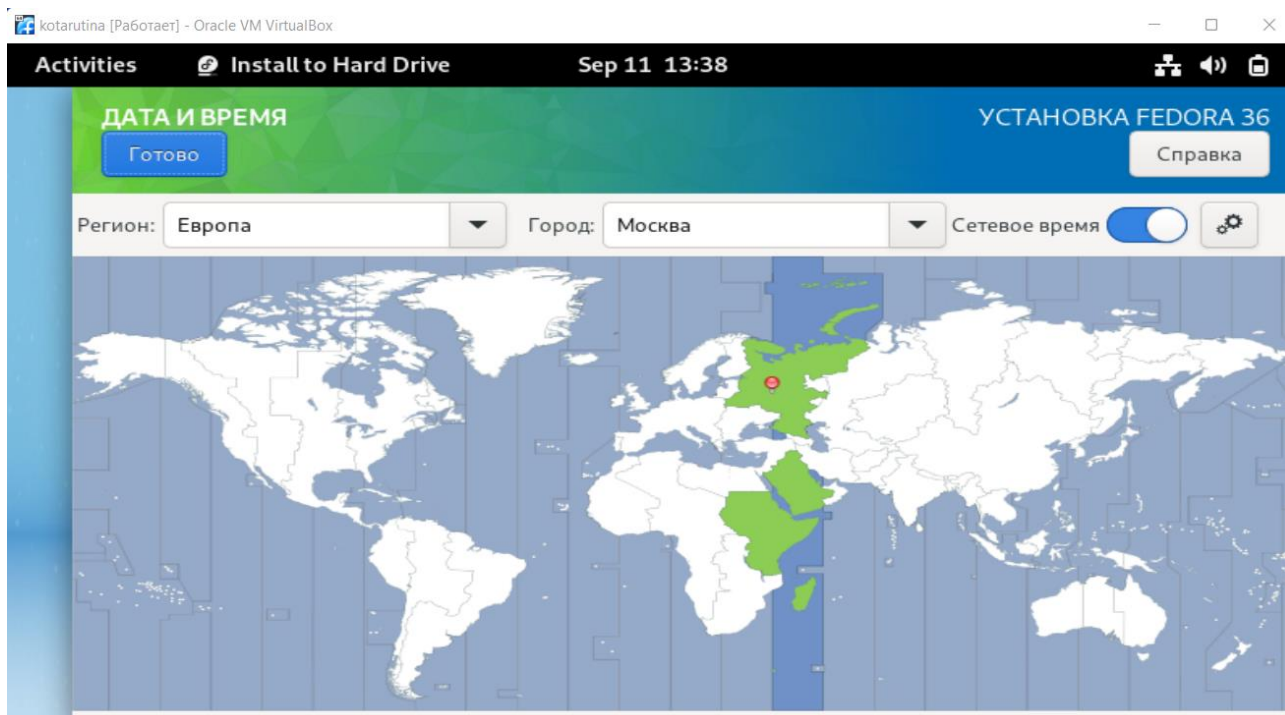 kotarutina [Работает] - Oracle VM VirtualBox
Activities Install to Hard Drive Sep 11 13:38
ДАТА И ВРЕМЯ УСТАНОВКА FEDORA 36
Готово Справка
Регион: Европа Город: Москва Сетевое время